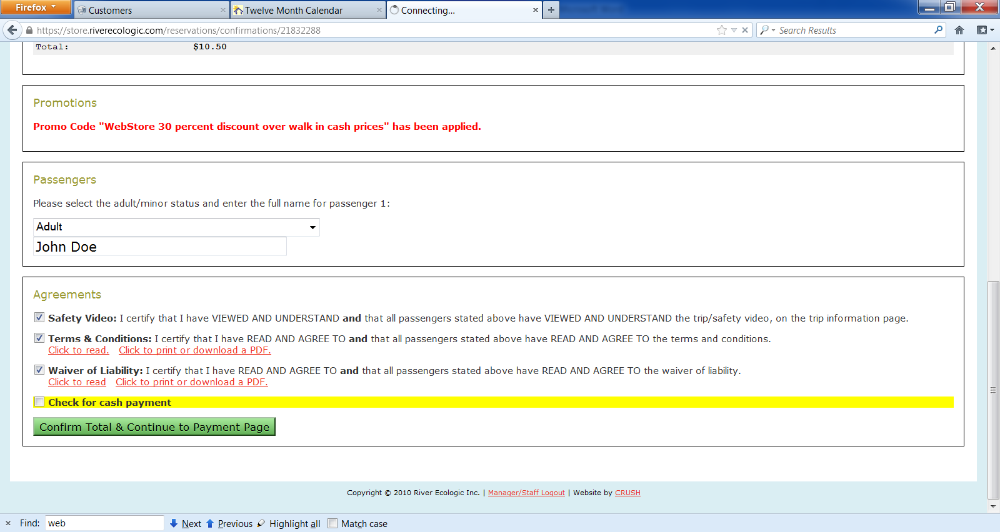 Firefox
Customers
Twelve Month Calendar
Connecting...
https://store.riverecologic.com/reservations/confirmations/21832288
Search Results
Total: $10.50
Promotions
Promo Code "WebStore 30 percent discount over walk in cash prices" has been applied.
Passengers
Please select the adult/minor status and enter the full name for passenger 1:
Adult
John Doe
Agreements
Safety Video: I certify that I have VIEWED AND UNDERSTAND and that all passengers stated above have VIEWED AND UNDERSTAND the trip/safety video, on the trip information page.
Terms & Conditions: I certify that I have READ AND AGREE TO and that all passengers stated above have READ AND AGREE TO the terms and conditions.
Click to read. Click to print or download a PDF.
Waiver of Liability: I certify that I have READ AND AGREE TO and that all passengers stated above have READ AND AGREE TO the waiver of liability.
Click to read Click to print or download a PDF.
Check for cash payment
Confirm Total & Continue to Payment Page
Copyright © 2010 River Ecologic Inc. | Manager/Staff Logout | Website by CRUSH
Find: web Next Previous Highlight all Match case